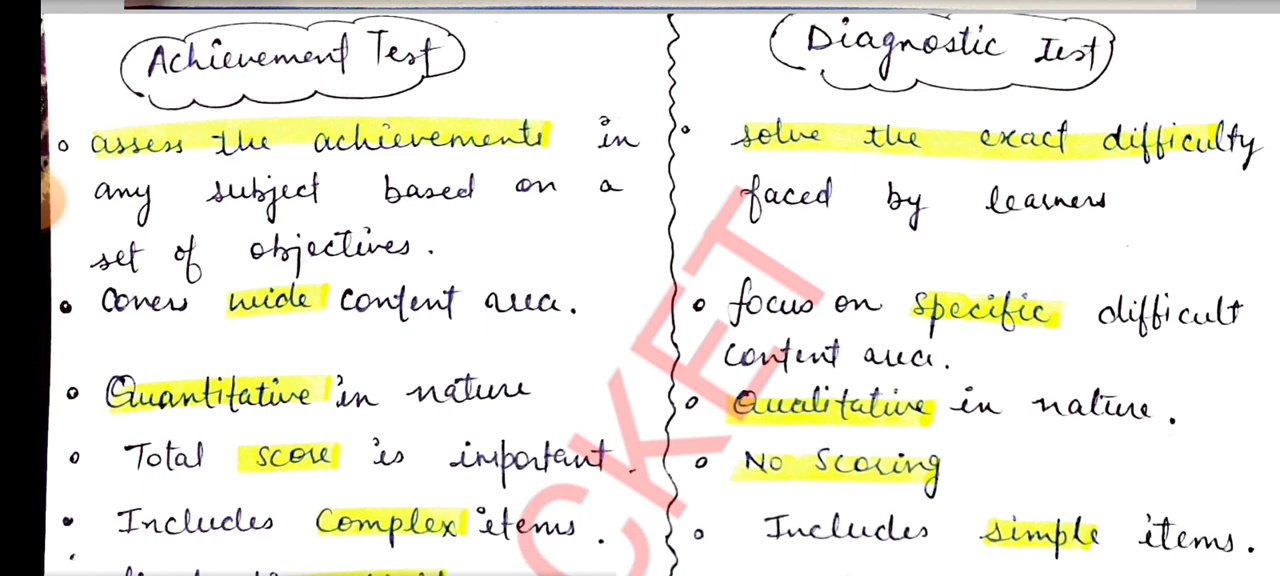 Achievement Test
assess the achievements in
any subject based on a
set of objectives.
Covers wide content area.
Quantitative in nature
Total score is important.
Includes Complex items.
Diagnostic Test
solve the exact difficulty
faced by learners
focus on specific difficult
content area.
Qualitative in nature.
No Scoring
Includes simple items.
CKET